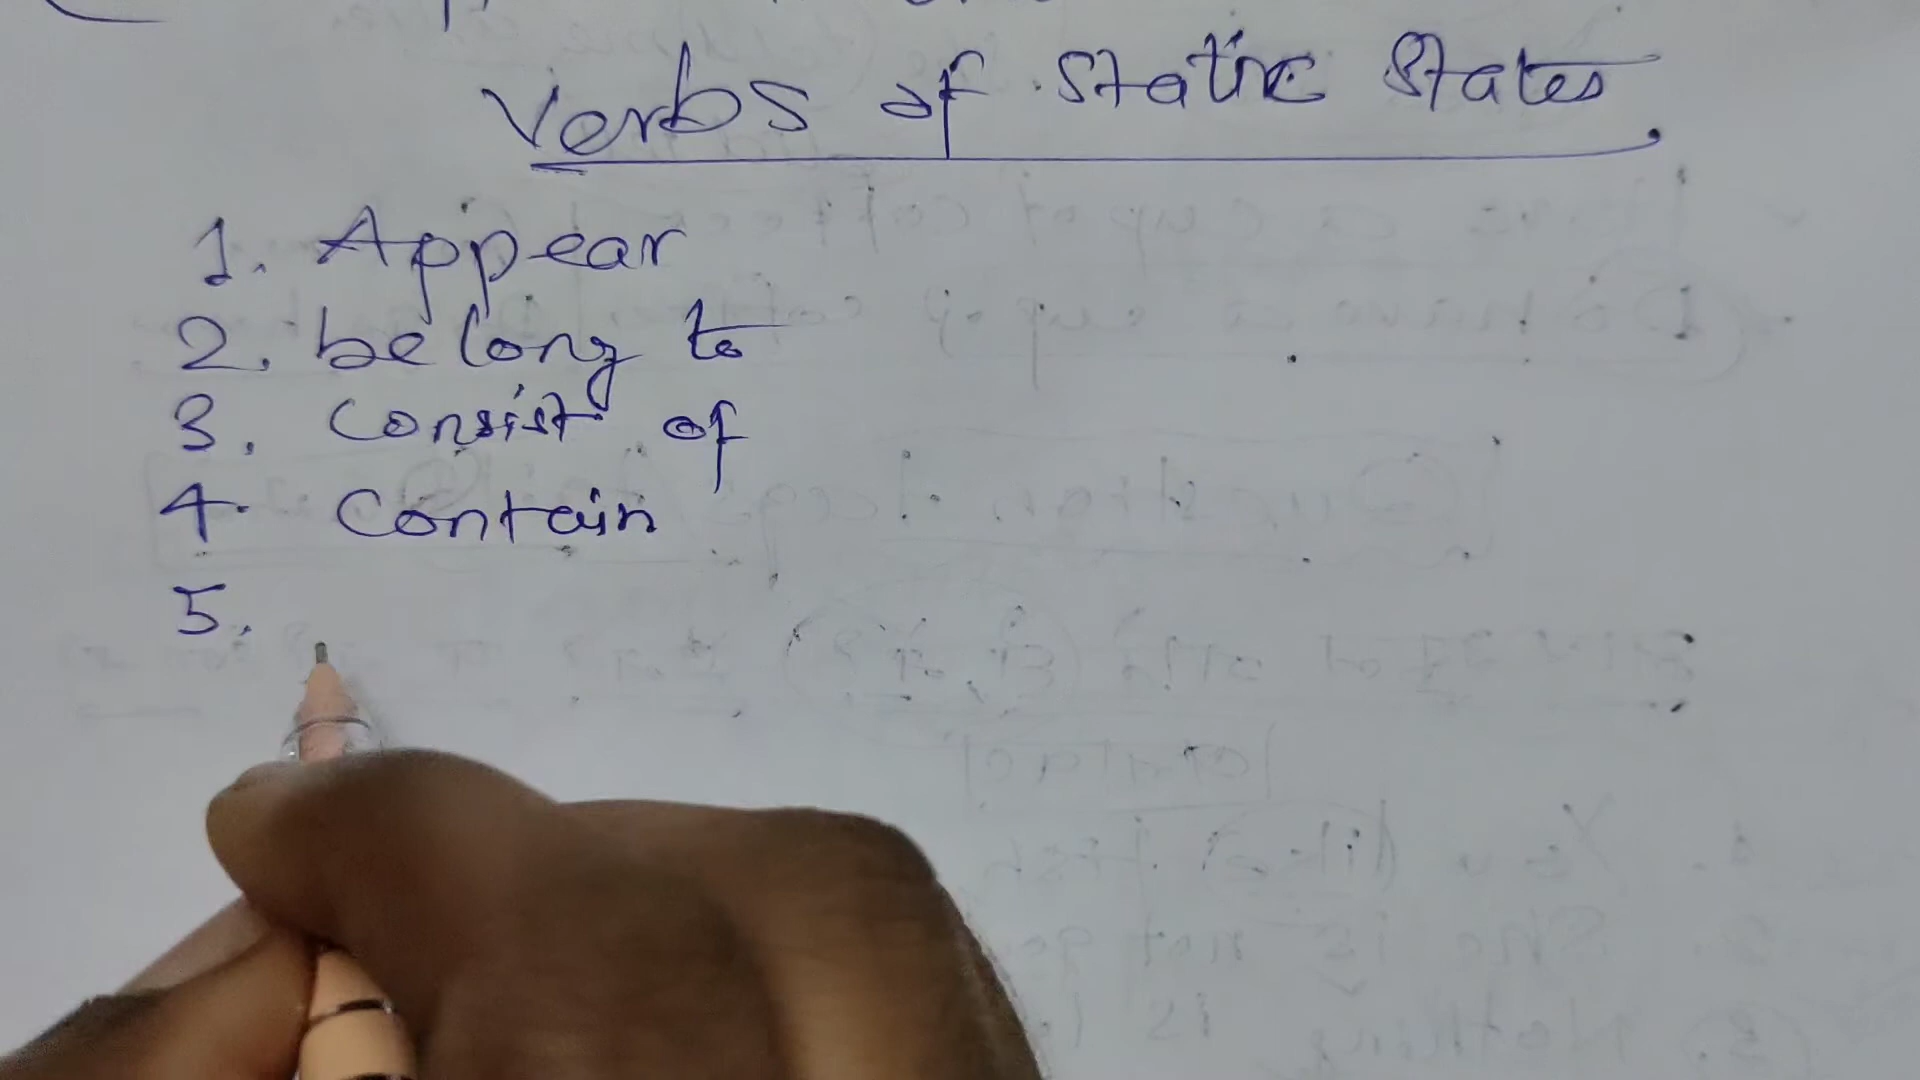 Verbs of Static States.
1. Appear
2. belong to
3. Consist of
4. Contain
5.